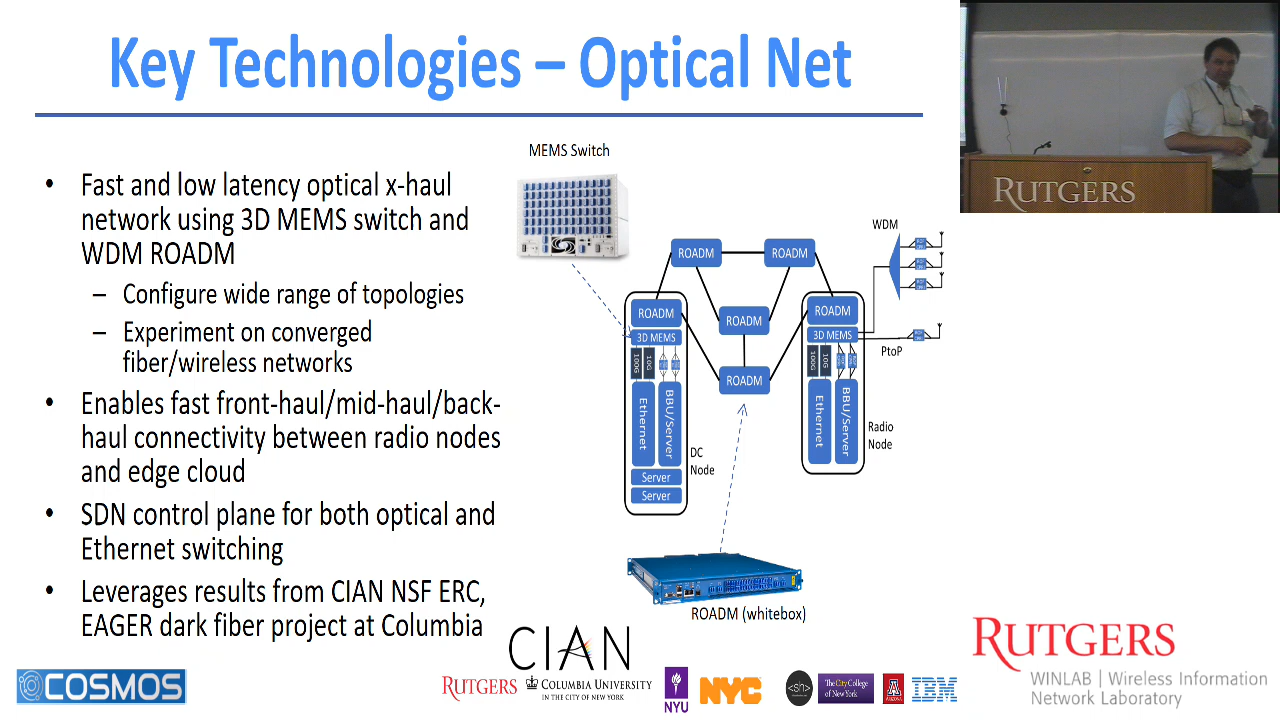 Key Technologies – Optical Net
• Fast and low latency optical x-haul
network using 3D MEMS switch and
WDM ROADM
– Configure wide range of topologies
– Experiment on converged
fiber/wireless networks
• Enables fast front-haul/mid-haul/back-
haul connectivity between radio nodes
and edge cloud
• SDN control plane for both optical and
Ethernet switching
• Leverages results from CIAN NSF ERC,
EAGER dark fiber project at Columbia
MEMS Switch
ROADM
ROADM
ROADM
ROADM
ROADM
ROADM
3D MEMS
100G
10G
Ethernet
BBU/Server
Server
Server
DC
Node
3D MEMS
100G
10G
Ethernet
BBU/Server
Radio
Node
WDM
PtoP
ROADM (whitebox)
RUTGERS
COSMOS
CIAN
RUTGERS
COLUMBIA UNIVERSITY
IN THE CITY OF NEW YORK
NYU
NYC
<sh>
The City College
of New York
A
ARIZONA
IBM
RUTGERS
WINLAB | Wireless Information
Network Laboratory